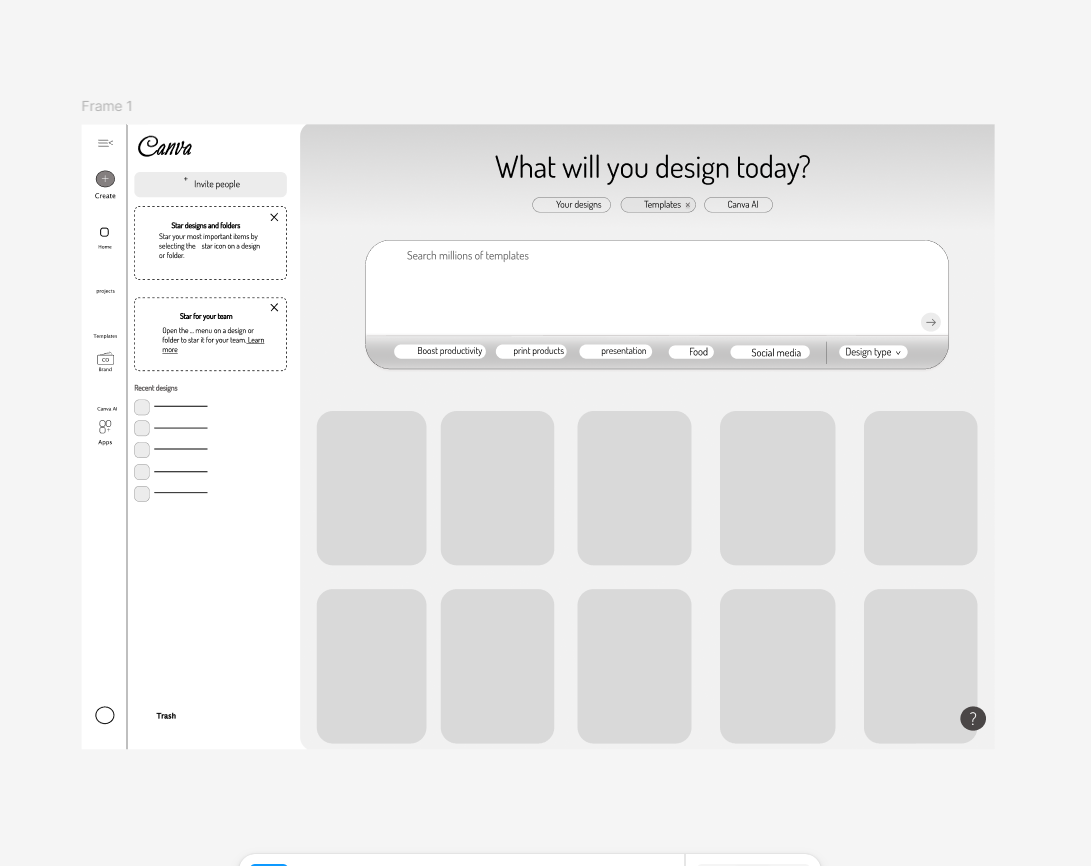 Frame 1
Canva
Create
Home
projects
Templates
CO
Brand
Canva AI
Apps
+ Invite people
Star designs and folders
Star your most important items by
selecting the star icon on a design
or folder.
Star for your team
Open the ... menu on a design or
folder to star it for your team. Learn
more
Recent designs
Trash
What will you design today?
Your designs
Templates x
Canva AI
Search millions of templates
Boost productivity
print products
presentation
Food
Social media
Design type
?